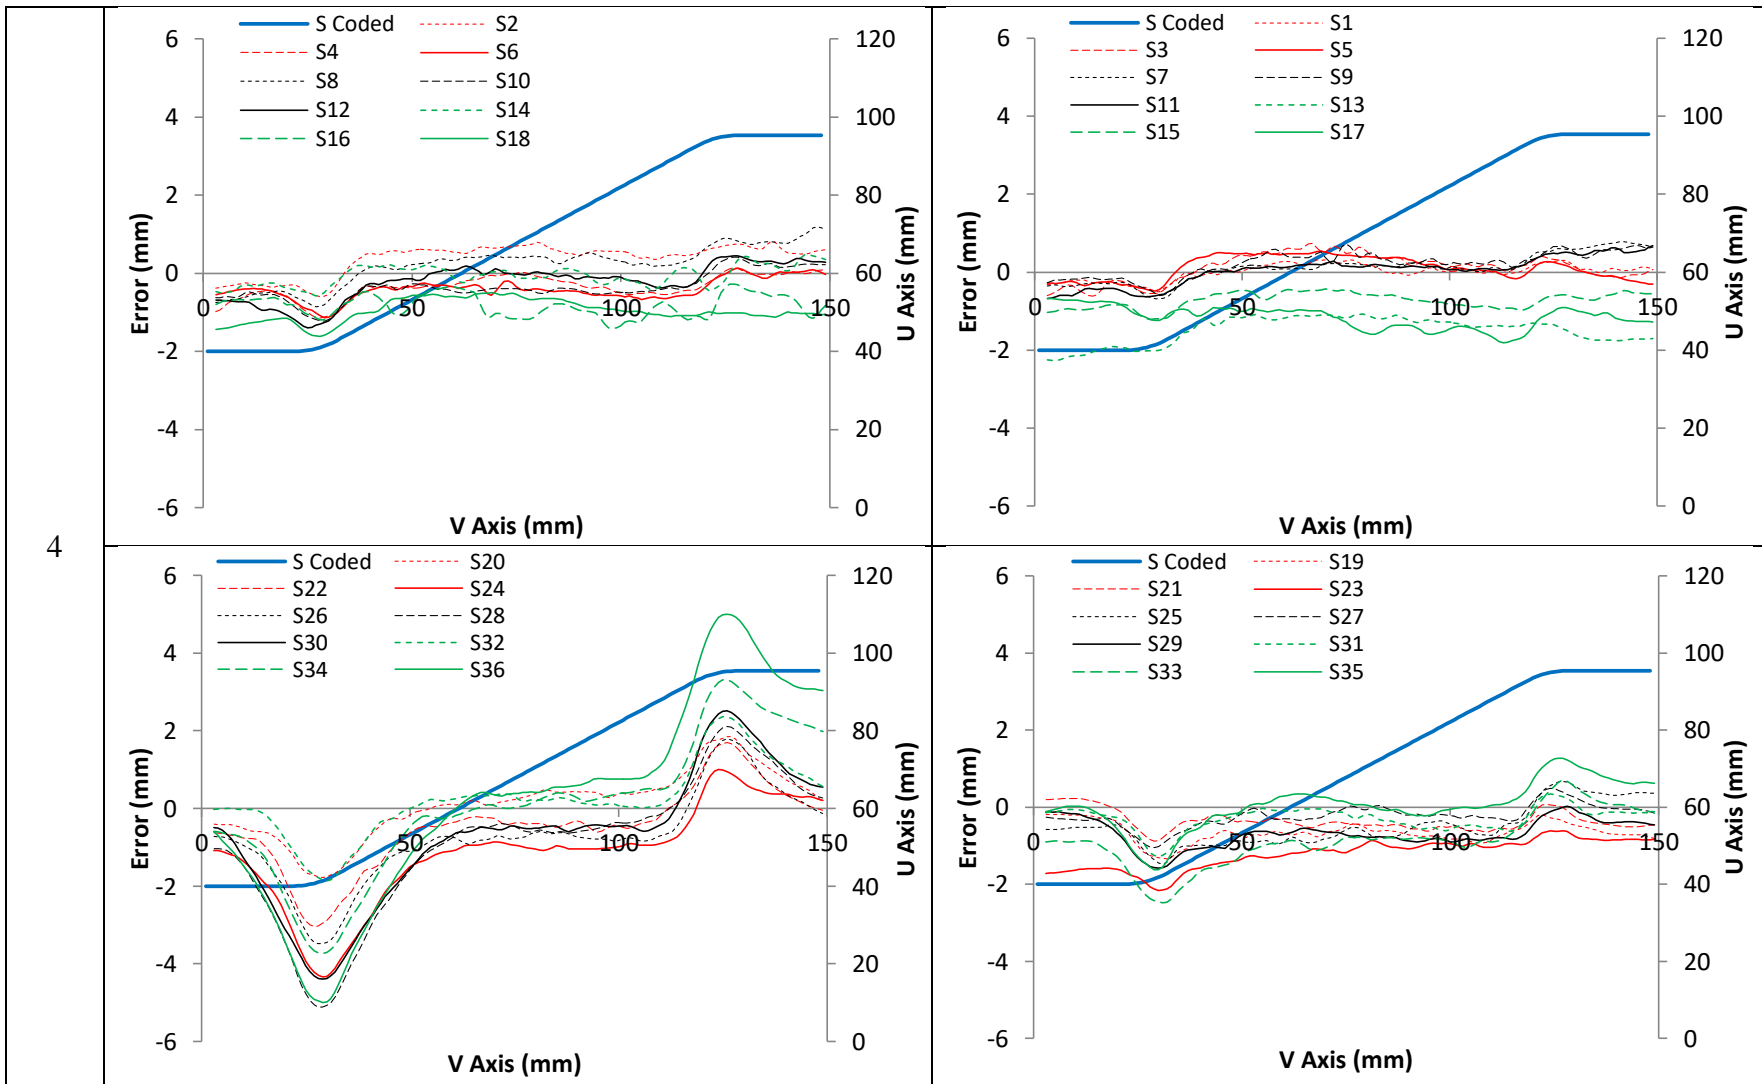 4
S Coded S2
S4 S6
S8 S10
S12 S14
S16 S18
6 4 2 0 -2 -4 -6
Error (mm)
0 50 100 150
V Axis (mm)
120 100 80 60 40 20 0
U Axis (mm)
S Coded S1
S3 S5
S7 S9
S11 S13
S15 S17
6 4 2 0 -2 -4 -6
Error (mm)
0 50 100 150
V Axis (mm)
120 100 80 60 40 20 0
U Axis (mm)
S Coded S20
S22 S24
S26 S28
S30 S32
S34 S36
6 4 2 0 -2 -4 -6
Error (mm)
0 50 100 150
V Axis (mm)
120 100 80 60 40 20 0
U Axis (mm)
S Coded S19
S21 S23
S25 S27
S29 S31
S33 S35
6 4 2 0 -2 -4 -6
Error (mm)
0 50 100 150
V Axis (mm)
120 100 80 60 40 20 0
U Axis (mm)